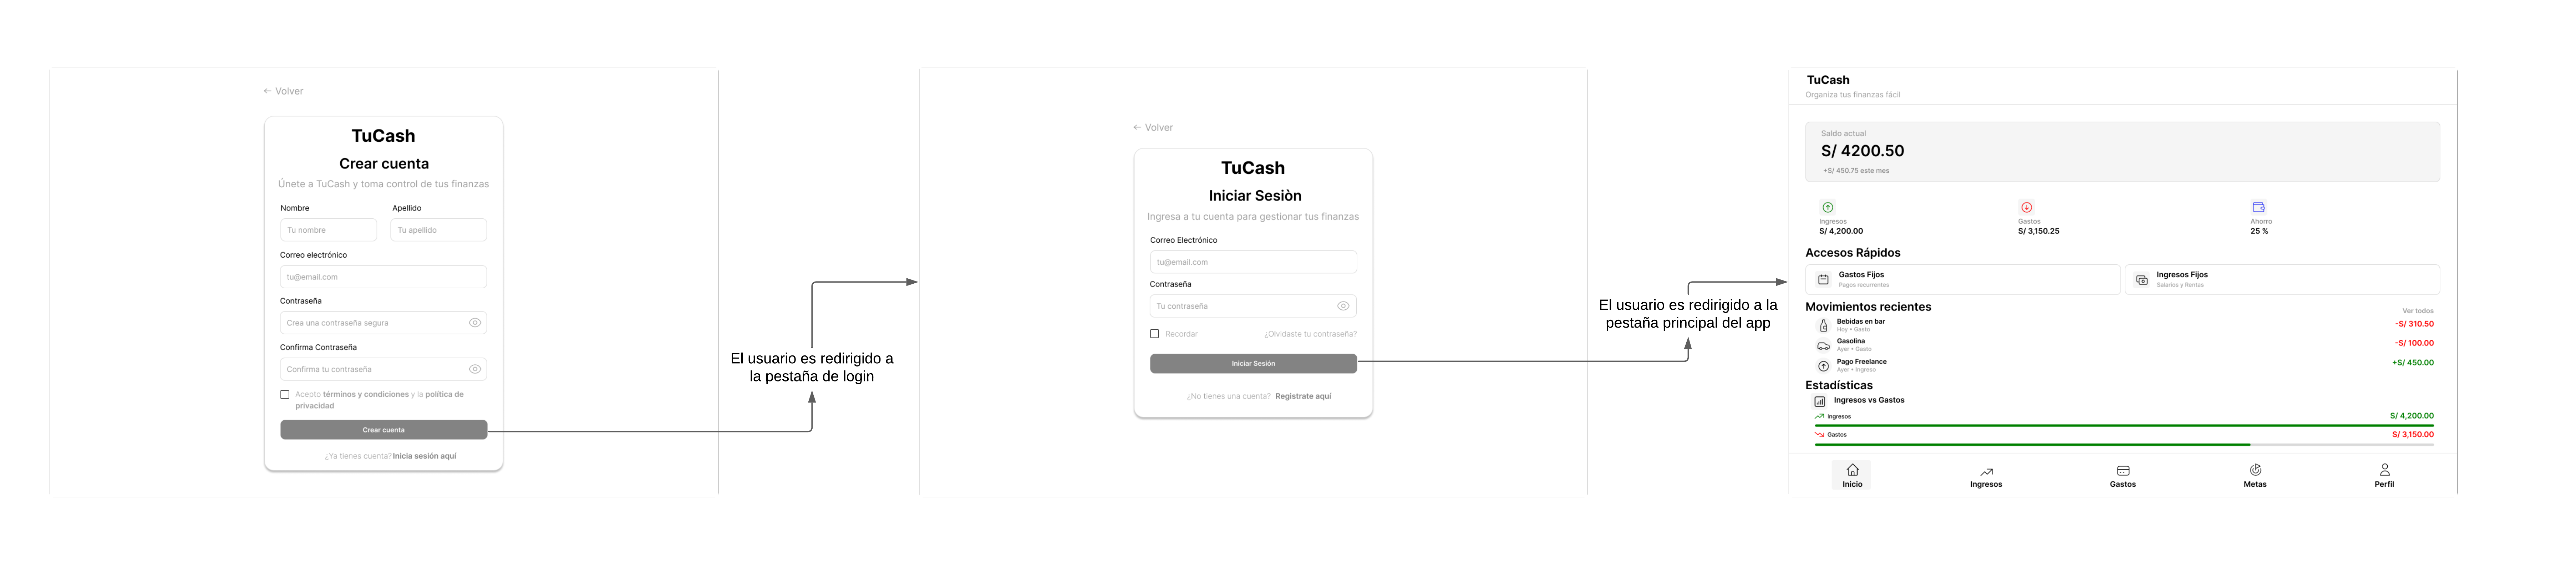 ← Volver
TuCash
Crear cuenta
Únete a TuCash y toma control de tus finanzas
Nombre
Apellido
Tu nombre
Tu apellido
Correo electrónico
tu@email.com
Contraseña
Crea una contraseña segura
Confirma Contraseña
Confirma tu contraseña
Acepto términos y condiciones y la política de
privacidad
Crear cuenta
¿Ya tienes cuenta? Inicia sesión aquí
El usuario es redirigido a
la pestaña de login
← Volver
TuCash
Iniciar Sesiòn
Ingresa a tu cuenta para gestionar tus finanzas
Correo Electrónico
tu@email.com
Contraseña
Tu contraseña
Recordar
¿Olvidaste tu contraseña?
Iniciar Sesión
¿No tienes una cuenta? Registrate aquí
El usuario es redirigido a la
pestaña principal del app
TuCash
Organiza tus finanzas fácil
Saldo actual
S/ 4200.50
+S/ 450.75 este mes
Ingresos
S/ 4,200.00
Gastos
S/ 3,150.25
Ahorro
25 %
Accesos Rápidos
Gastos Fijos
Pagos recurrentes
Ingresos Fijos
Salarios y Rentas
Movimientos recientes
Ver todos
Bebidas en bar
Hoy • Gasto
-S/ 310.50
Gasolina
Ayer • Gasto
-S/ 100.00
Pago Freelance
Ayer • Ingreso
+S/ 450.00
Estadísticas
Ingresos vs Gastos
Ingresos
S/ 4,200.00
Gastos
S/ 3,150.00
Inicio
Ingresos
Gastos
Metas
Perfil